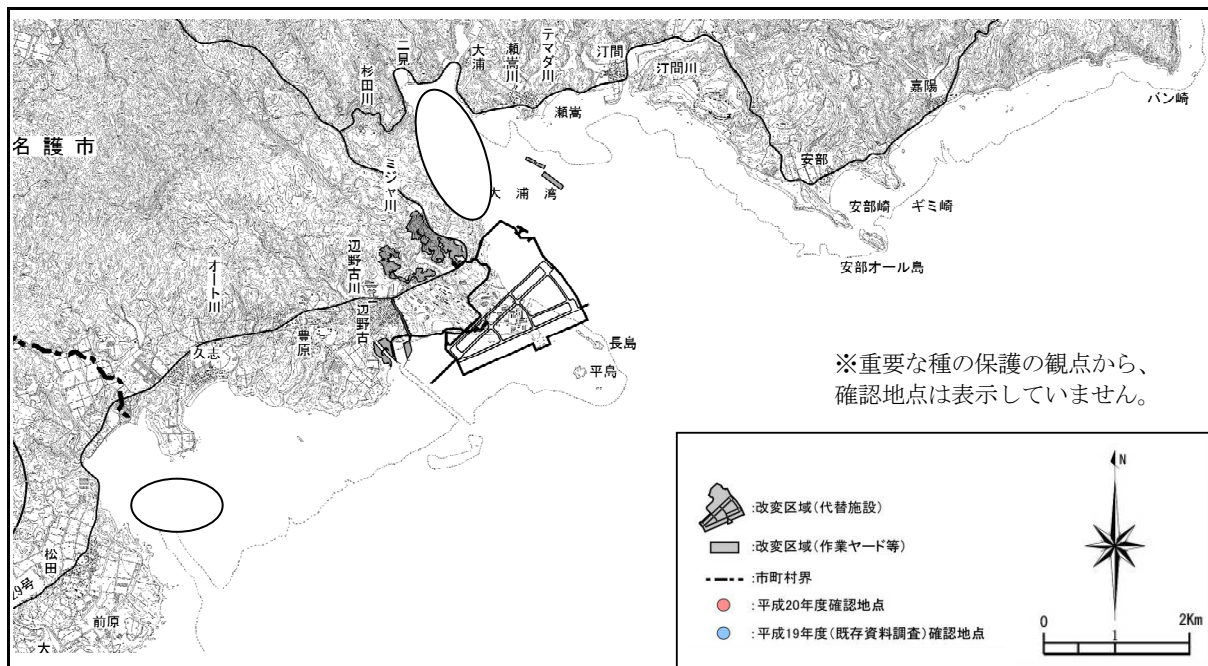 二見
杉田川
大浦
瀬嵩川
テマダ川
汀間
汀間川
瀬嵩
嘉陽
バン崎
名護市
ミジャ川
大浦湾
安部
安部崎
ギミ崎
安部オール島
辺野古川
オート川
辺野古
豊原
久志
長島
平島
※重要な種の保護の観点から、
確認地点は表示していません。
松田
29号
前原
大
N
:改変区域(代替施設)
:改変区域(作業ヤード等)
:市町村界
:平成20年度確認地点
:平成19年度(既存資料調査)確認地点
0 1 2Km